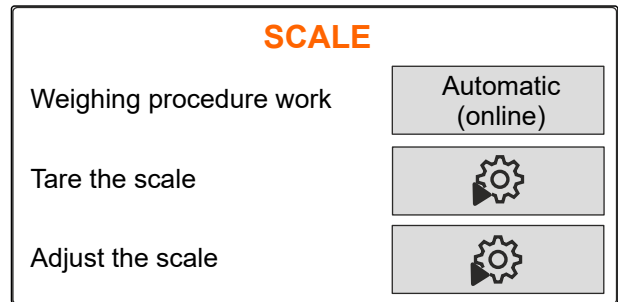 SCALE
Weighing procedure work
Automatic
(online)
Tare the scale
Adjust the scale